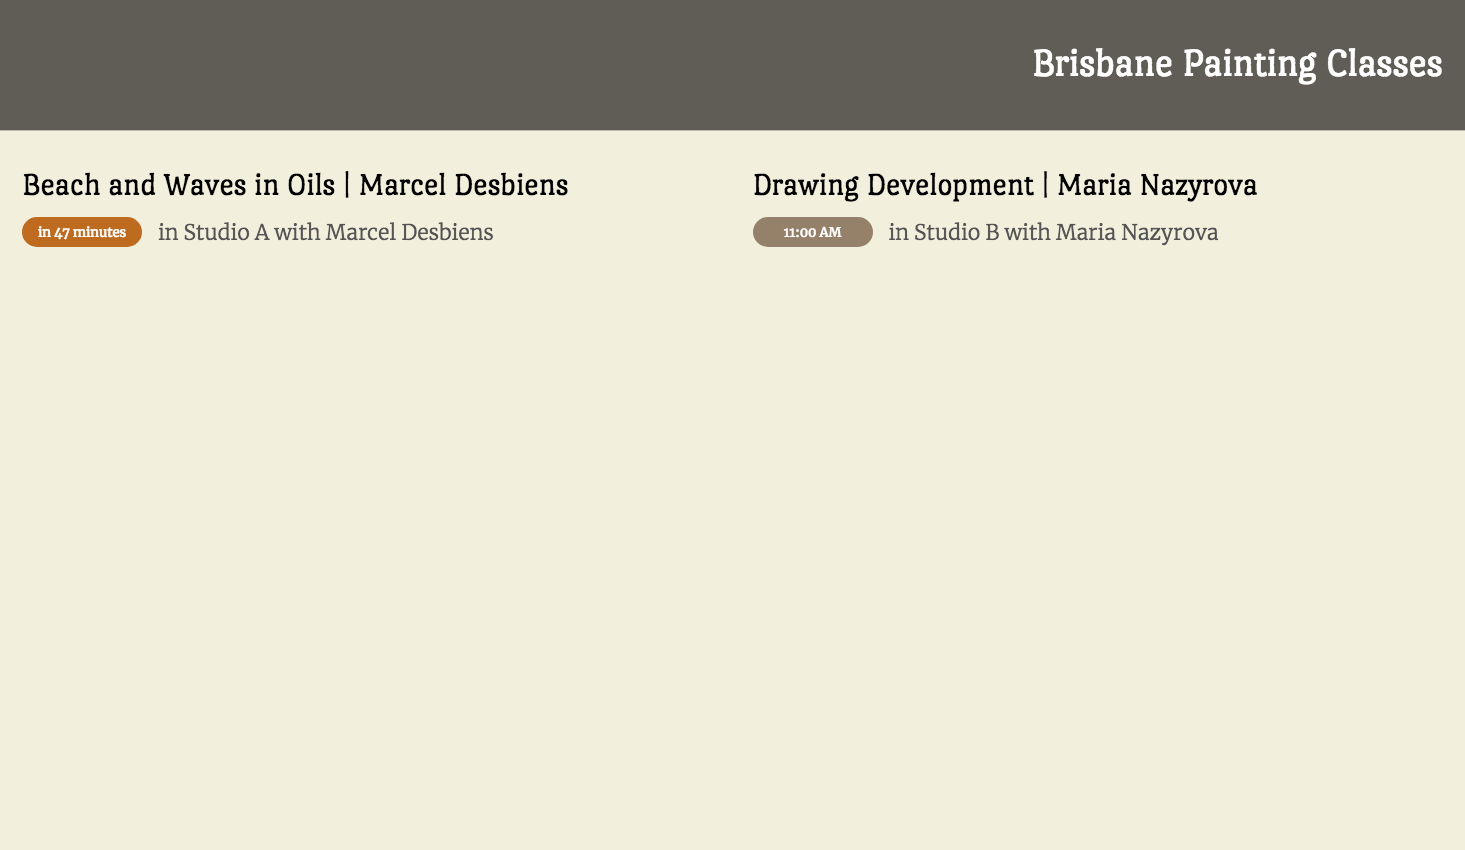 Brisbane Painting Classes
Beach and Waves in Oils | Marcel Desbiens
in 47 minutes in Studio A with Marcel Desbiens
Drawing Development | Maria Nazyrova
11:00 AM in Studio B with Maria Nazyrova